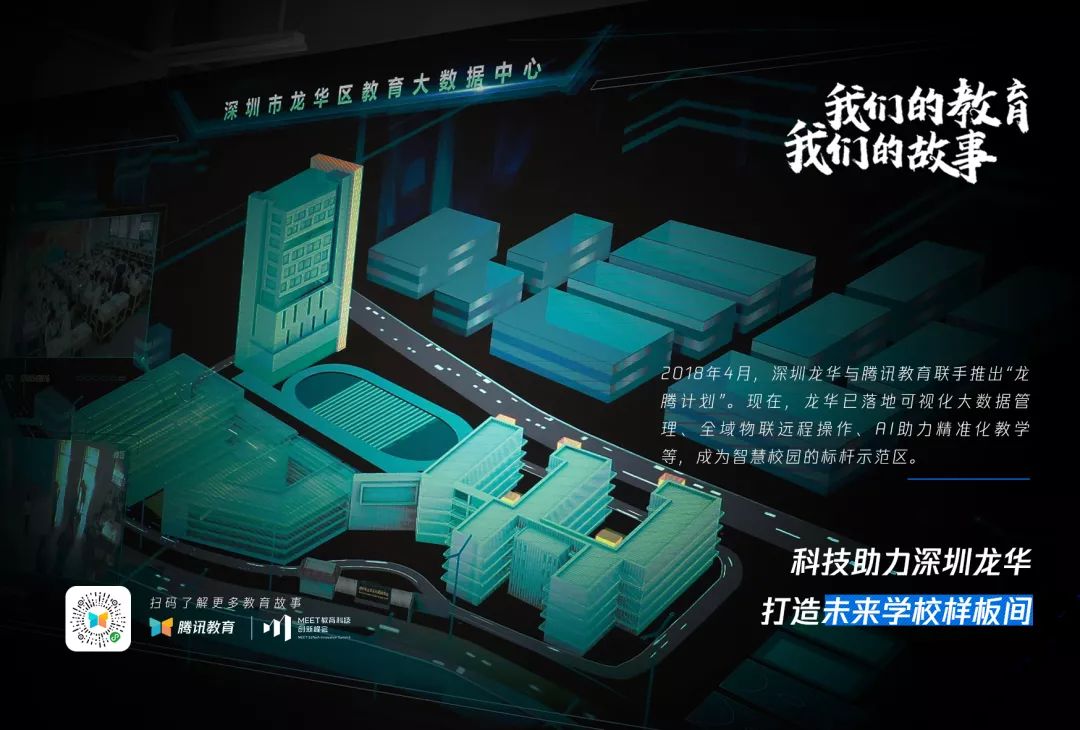 深圳市龙华区教育大数据中心
我们的教育
我们的故事
2018年4月，深圳龙华与腾讯教育联手推出“龙
腾计划”。现在，龙华已落地可视化大数据管
理、全域物联远程操作、AI助力精准化教学
等，成为智慧校园的标杆示范区。
科技助力深圳龙华
打造未来学校样板间
扫码了解更多教育故事
腾讯教育
MEET教育科技
创新峰会